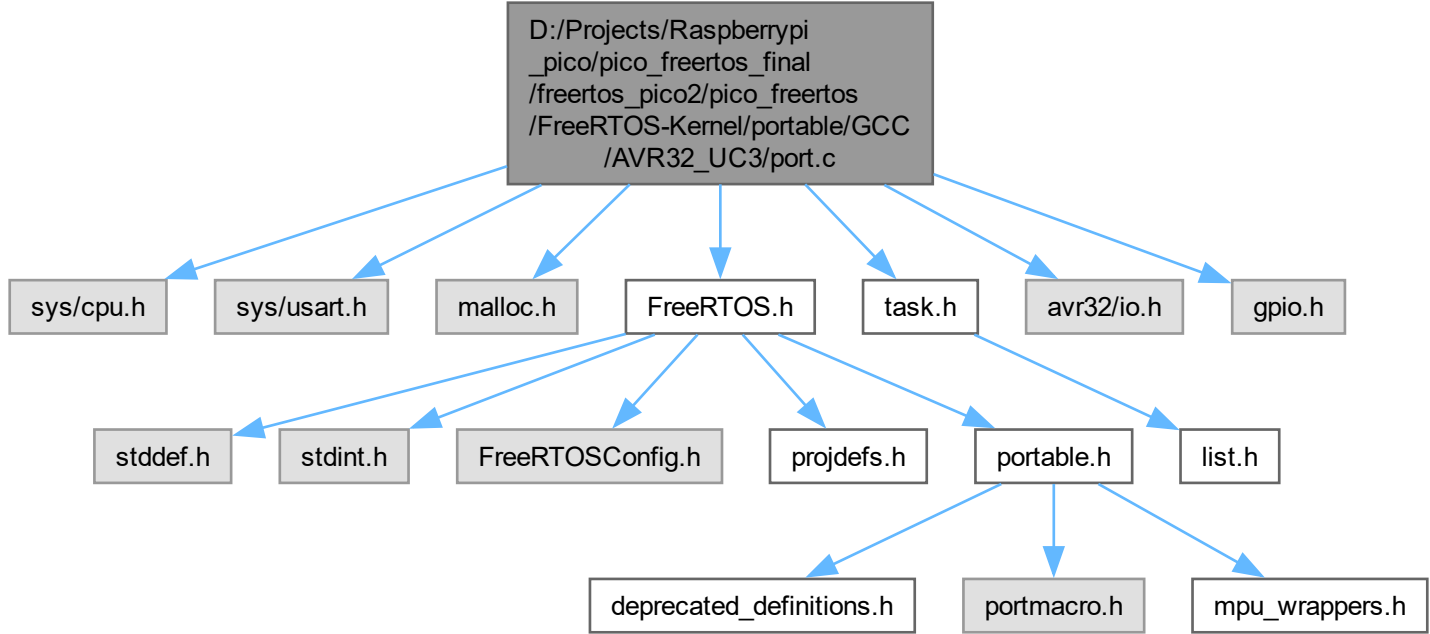 D:/Projects/Raspberrypi
_pico/pico_freertos_final
/freertos_pico2/pico_freertos
/FreeRTOS-Kernel/portable/GCC
/AVR32_UC3/port.c
sys/cpu.h
sys/usart.h
malloc.h
FreeRTOS.h
task.h
avr32/io.h
gpio.h
stddef.h
stdint.h
FreeRTOSConfig.h
projdefs.h
portable.h
list.h
deprecated_definitions.h
portmacro.h
mpu_wrappers.h